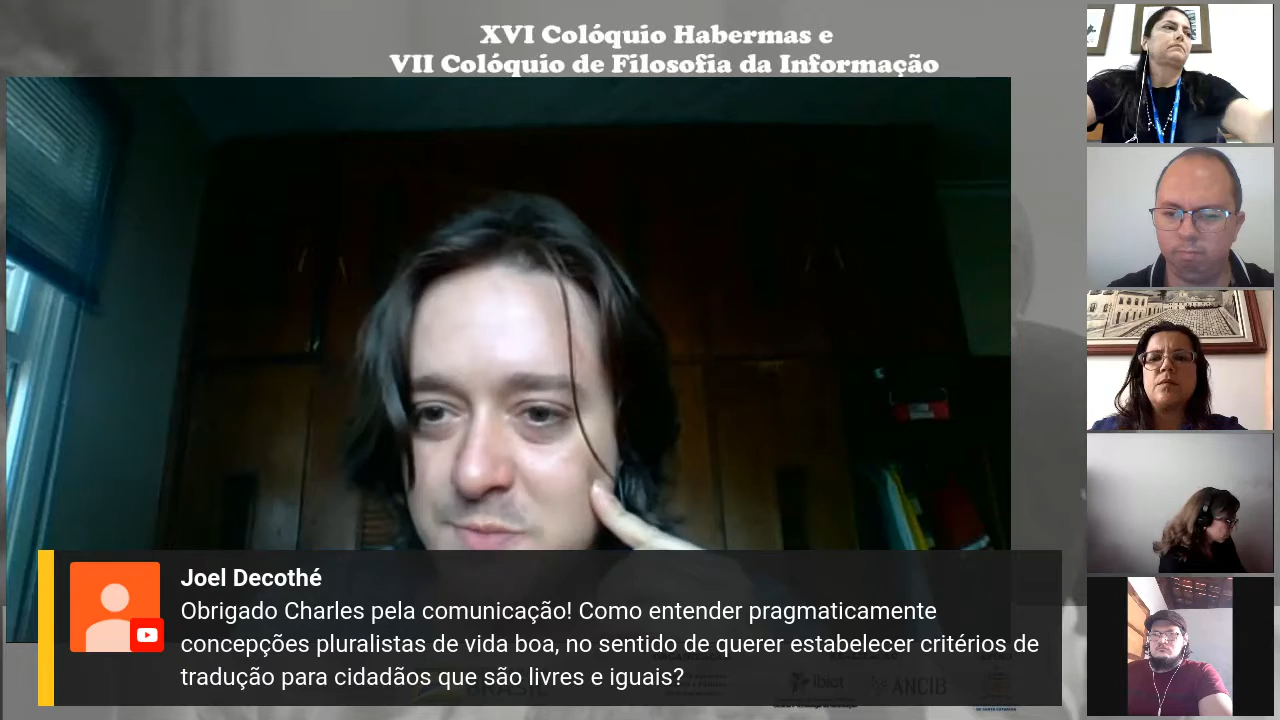 XVI Colóquio Habermas e
VII Colóquio de Filosofia da Informação
Joel Decothé
Obrigado Charles pela comunicação! Como entender pragmaticamente
concepções pluralistas de vida boa, no sentido de querer estabelecer critérios de
tradução para cidadãos que são livres e iguais?
BRASIL
ibict
ANCIB